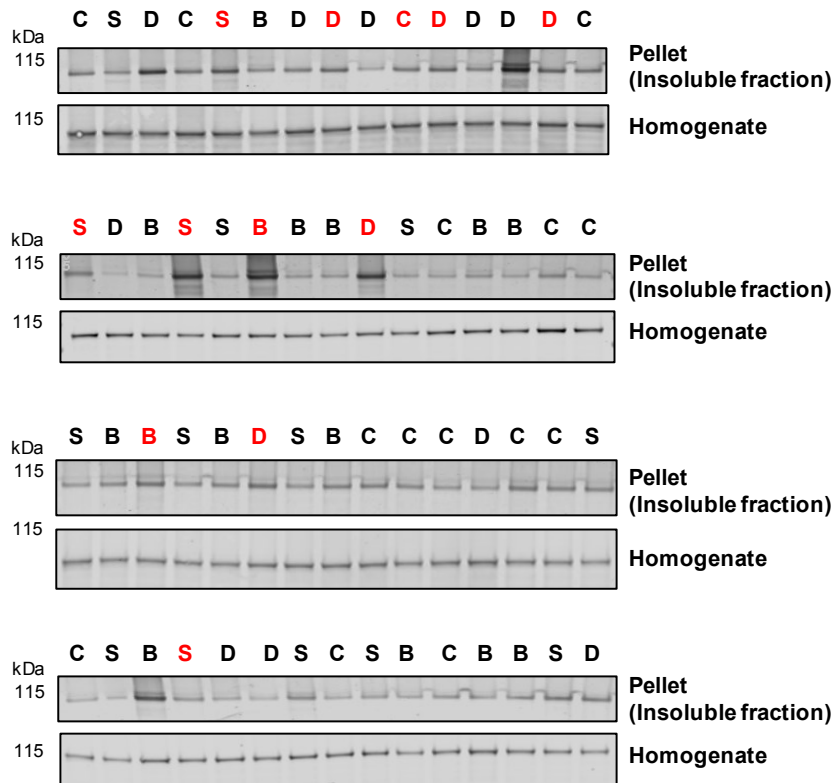 C S D C S B D D D C D D D D C
kDa
115
Pellet
(Insoluble fraction)
115
Homogenate
S D B S S B B B D S C B B C C
kDa
115
Pellet
(Insoluble fraction)
115
Homogenate
S B B S B D S B C C C D C C S
kDa
115
Pellet
(Insoluble fraction)
115
Homogenate
C S B S D D S C S B C B B S D
kDa
115
Pellet
(Insoluble fraction)
115
Homogenate